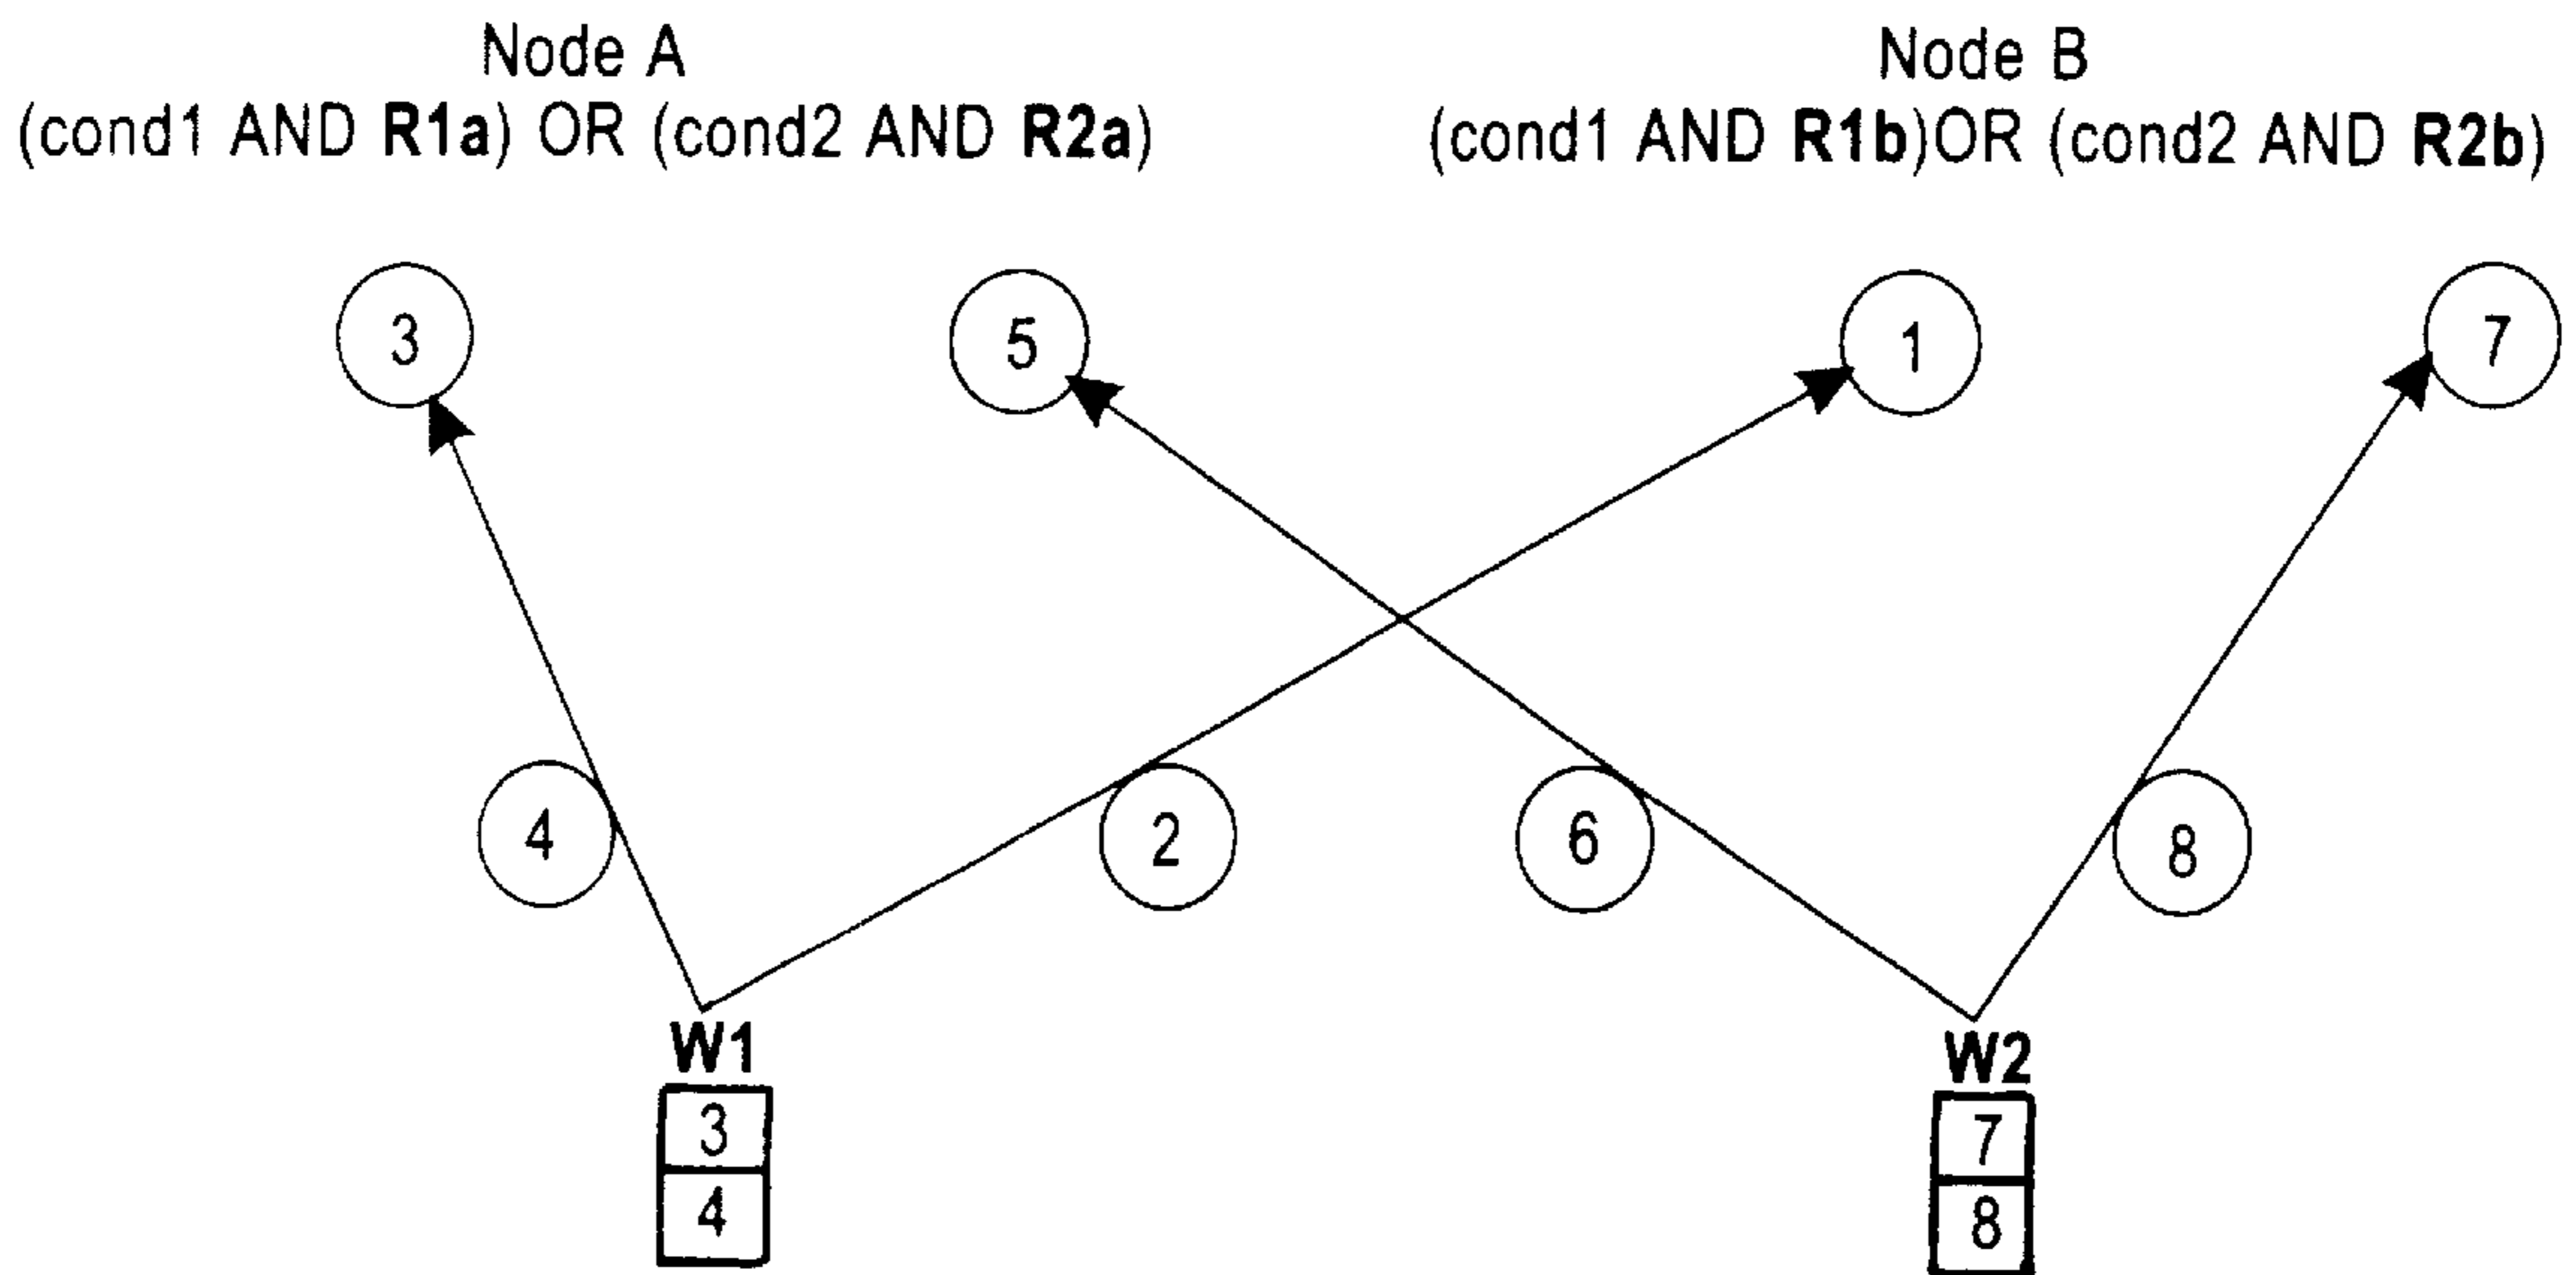 Node A
(cond1 AND R1a) OR (cond2 AND R2a)
Node B
(cond1 AND R1b)OR (cond2 AND R2b)
3
5
1
7
4
2
6
8
W1
3
4
W2
7
8